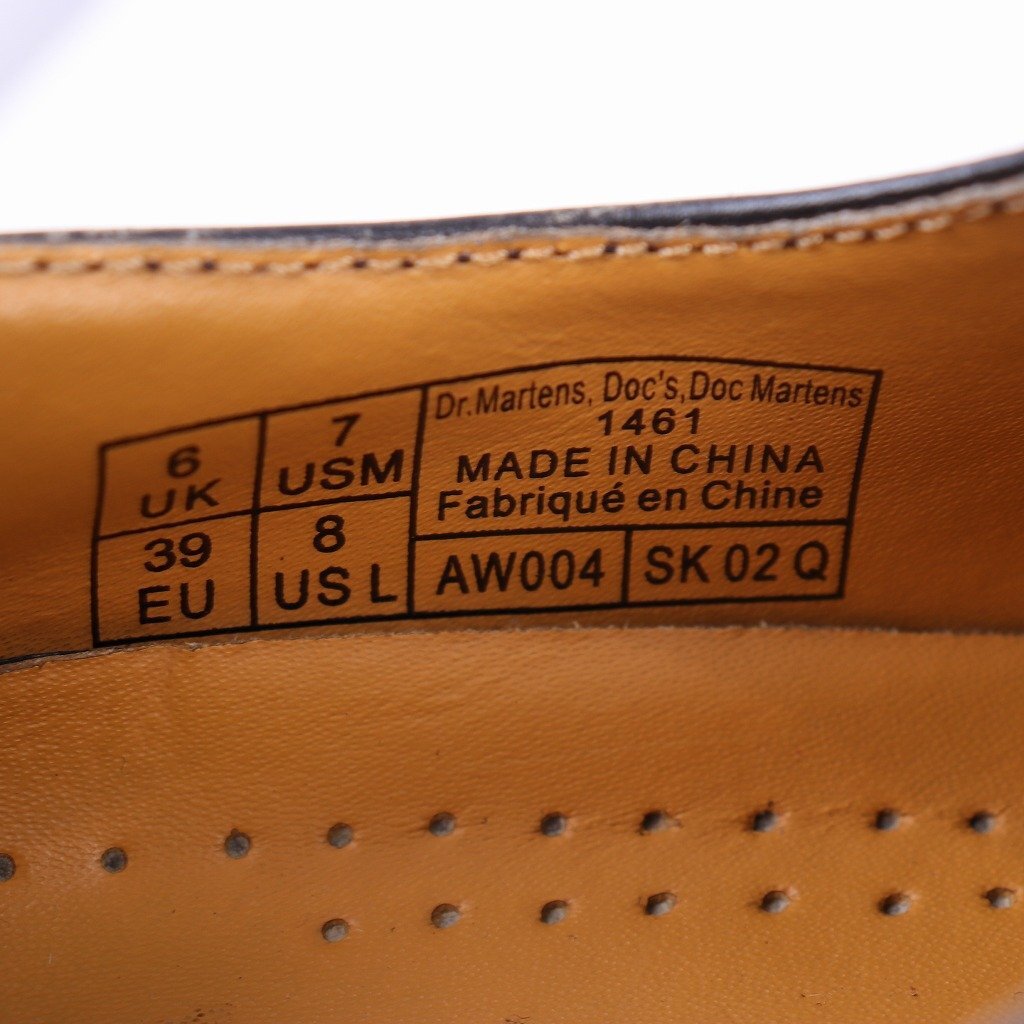 6
UK
7
USM
39
EU
8
US L
Dr.Martens, Doc's,Doc Martens
1461
MADE IN CHINA
Fabriqué en Chine
AW004
SK 02 Q